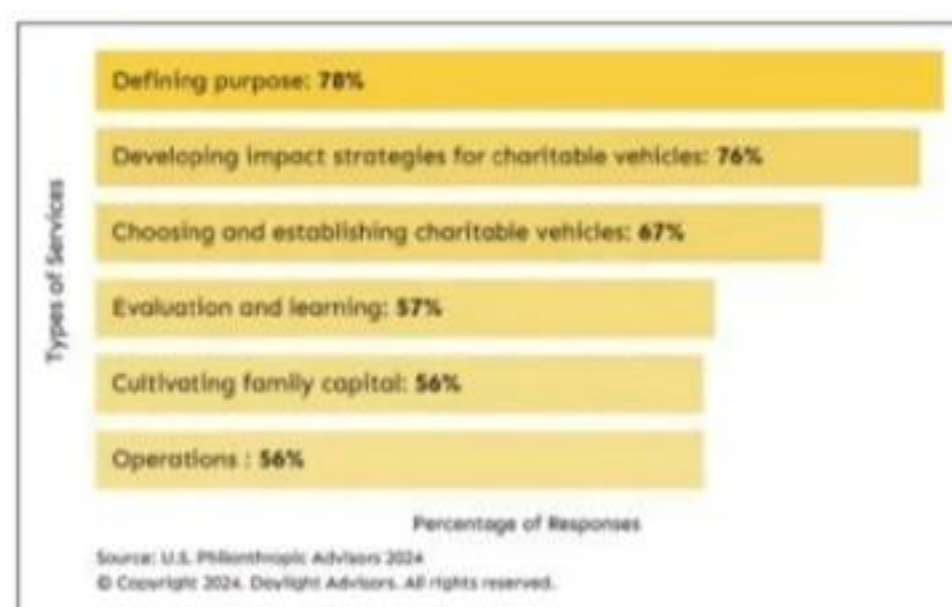 Defining purpose: 78%
Developing impact strategies for charitable vehicles: 76%
Choosing and establishing charitable vehicles: 67%
Evaluation and learning: 57%
Cultivating family capital: 56%
Operations : 56%
Types of Services
Percentage of Responses
Source: U.S. Philanthropic Advisors 2024
© Copyright 2024. Daylight Advisors. All rights reserved.